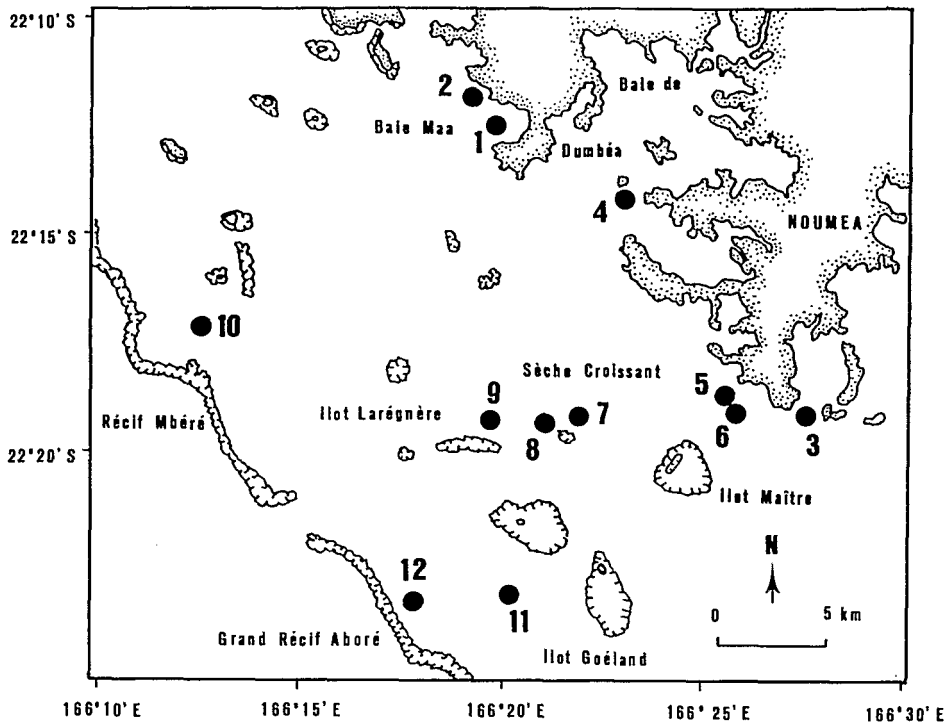 22°10' S
Baie de
2
Baie Maa
1
Dumbéa
4
NOUMEA
22°15' S
10
Sèche Croissant
5
9
7
Récif Mbéré
Ilot Larégnère
8
6
3
22°20' S
Ilot Maître
N
12
11
0 5 km
Grand Récif Aboré
Ilot Goéland
166°10' E 166°15' E 166°20' E 166°25' E 166°30' E